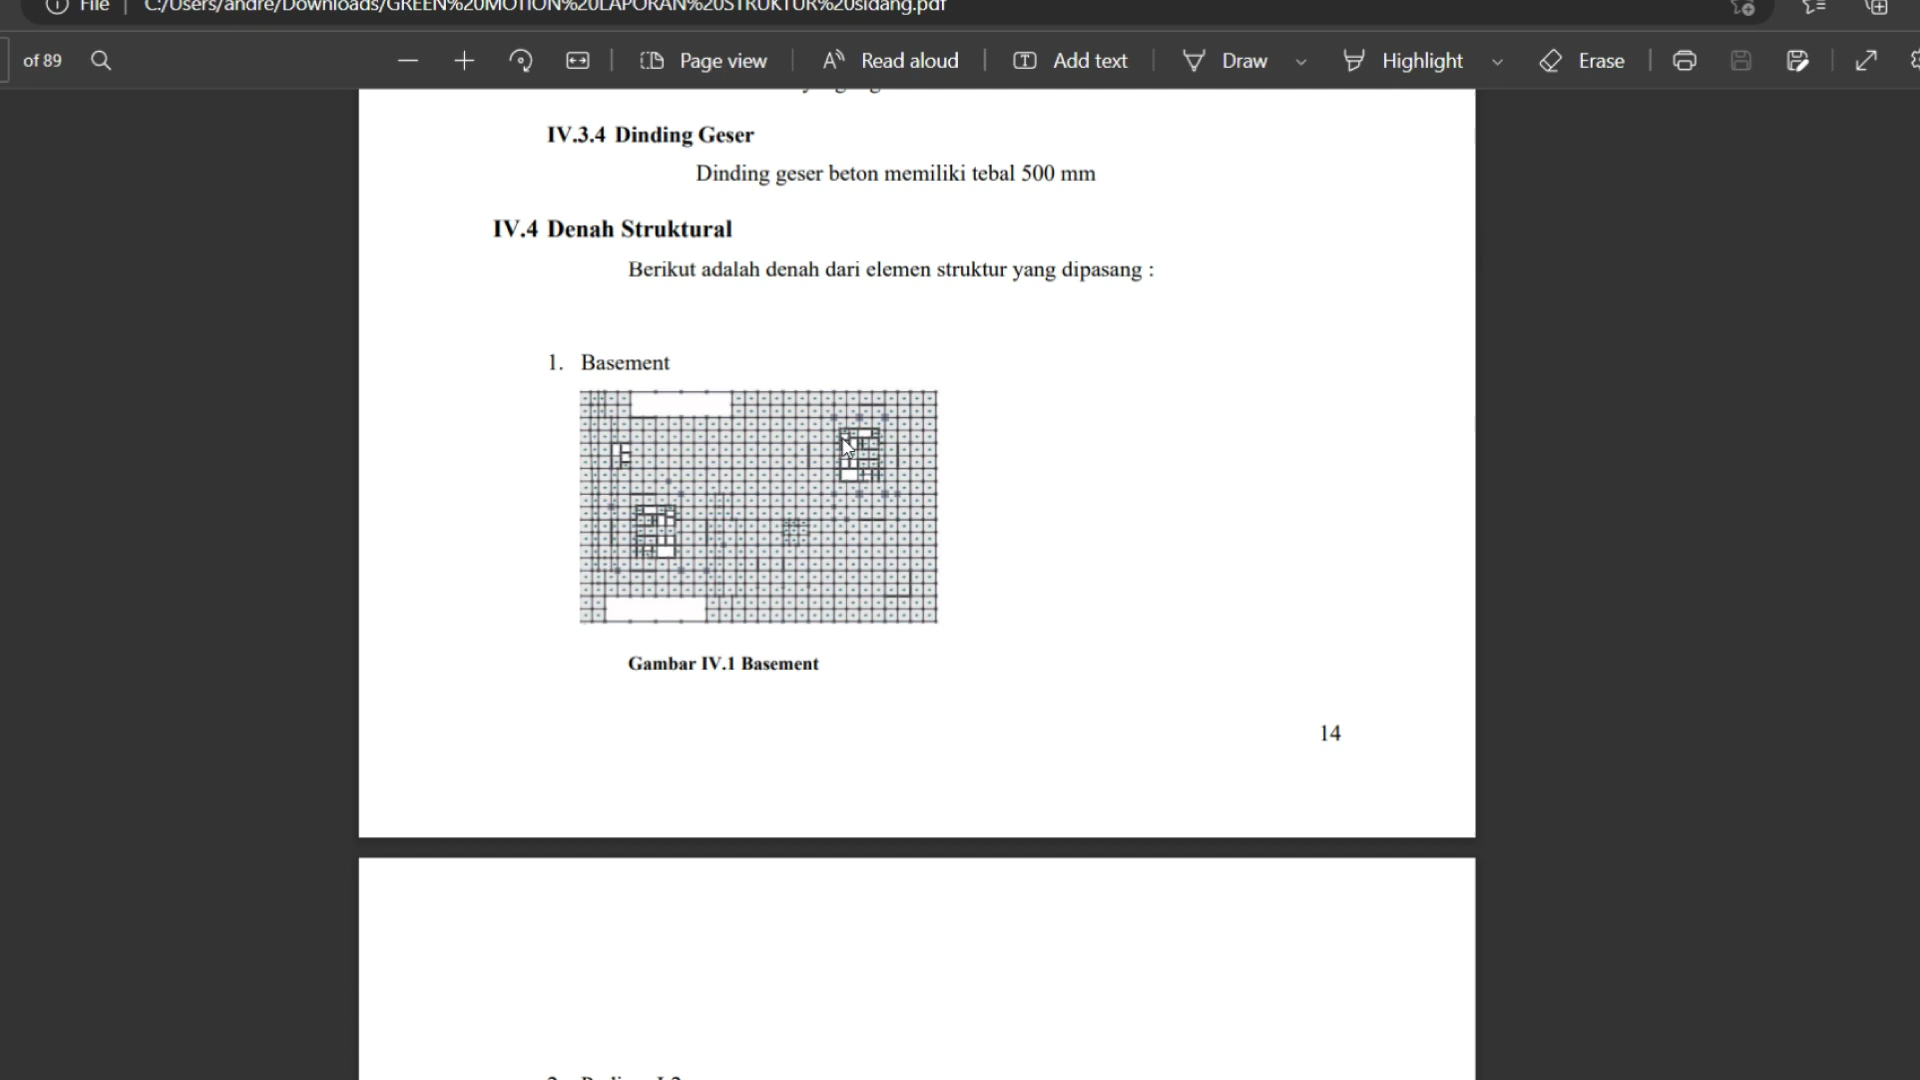 File
C:/Users/andre/Downloads/GREEN%20MOTION%20LAPORAN%20STRUKTUR%20sidang.pdf
of 89
Page view
Read aloud
Add text
Draw
Highlight
Erase
IV.3.4 Dinding Geser
Dinding geser beton memiliki tebal 500 mm
IV.4 Denah Struktural
Berikut adalah denah dari elemen struktur yang dipasang :
1. Basement
Gambar IV.1 Basement
14